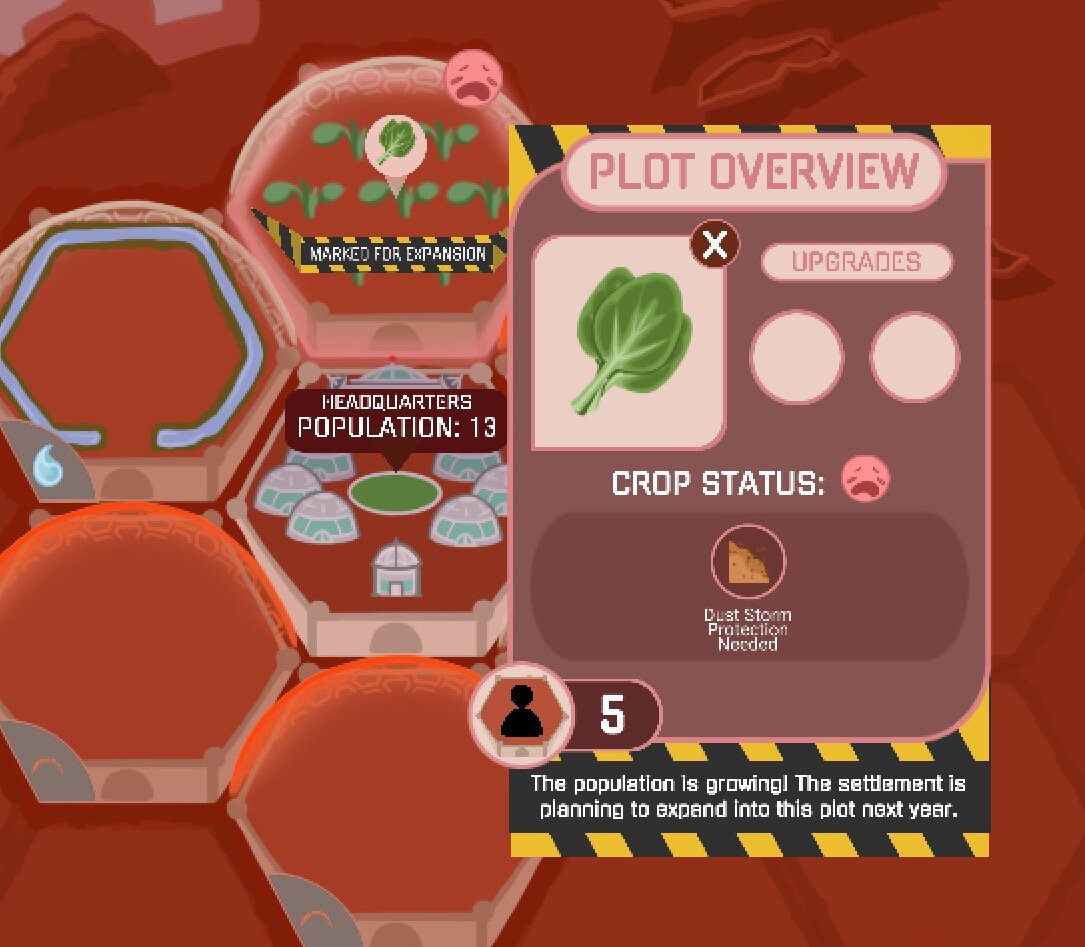 PLOT OVERVIEW
MARKED FOR EXPANSION
X
UPGRADES
HEADQUARTERS
POPULATION: 13
CROP STATUS:
Dust Storm
Protection
Needed
5
The population is growing! The settlement is
planning to expand into this plot next year.